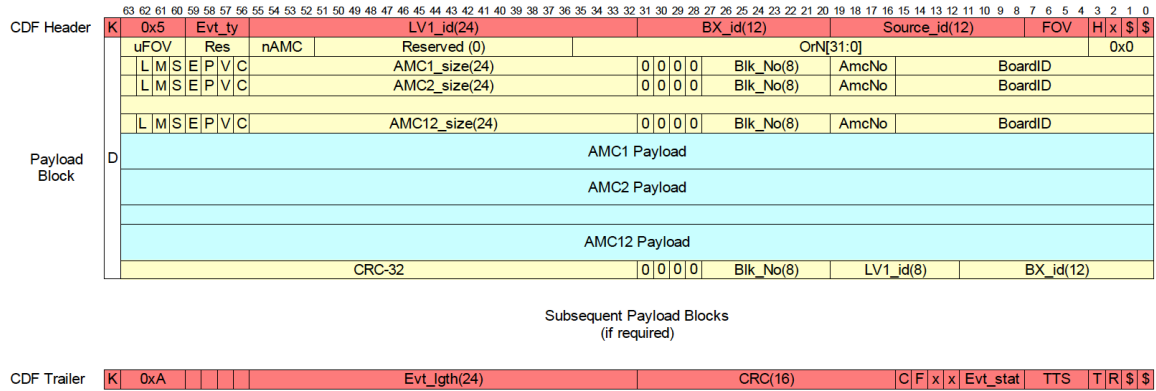 63 62 61 60 59 58 57 56 55 54 53 52 51 50 49 48 47 46 45 44 43 42 41 40 39 38 37 36 35 34 33 32 31 30 29 28 27 26 25 24 23 22 21 20 19 18 17 16 15 14 13 12 11 10 9 8 7 6 5 4 3 2 1 0
CDF Header K 0x5 Evt_ty LV1_id(24) BX_id(12) Source_id(12) FOV H x $ $
uFOV Res nAMC Reserved (0) OrN[31:0] 0x0
L M S E P V C AMC1_size(24) 0 0 0 0 Blk_No(8) AmcNo BoardID
L M S E P V C AMC2_size(24) 0 0 0 0 Blk_No(8) AmcNo BoardID
L M S E P V C AMC12_size(24) 0 0 0 0 Blk_No(8) AmcNo BoardID
Payload D AMC1 Payload
Block
AMC2 Payload
AMC12 Payload
CRC-32 0 0 0 0 Blk_No(8) LV1_id(8) BX_id(12)
Subsequent Payload Blocks
(if required)
CDF Trailer K 0xA Evt_lgth(24) CRC(16) C F x x Evt_stat TTS T R $ $